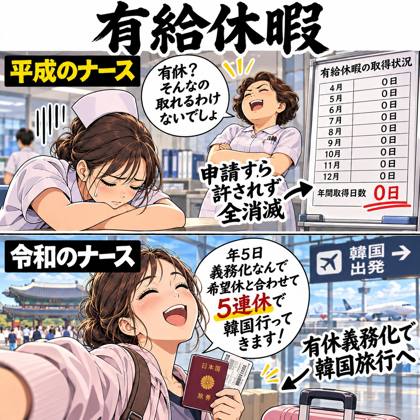 有給休暇
平成のナース
有休？
そんなの
取れるわけ
ないでしょ
申請すら
許されず
全消滅
有給休暇の取得状況
4月 0日
5月 0日
6月 0日
7月 0日
8月 0日
9月 0日
10月 0日
11月 0日
12月 0日
年間取得日数 0日
令和のナース
年5日
義務化なんで
希望休と合わせて
5連休で
韓国行って
きます！
韓国
出発
有休義務化で
韓国旅行へ
日本国
旅券